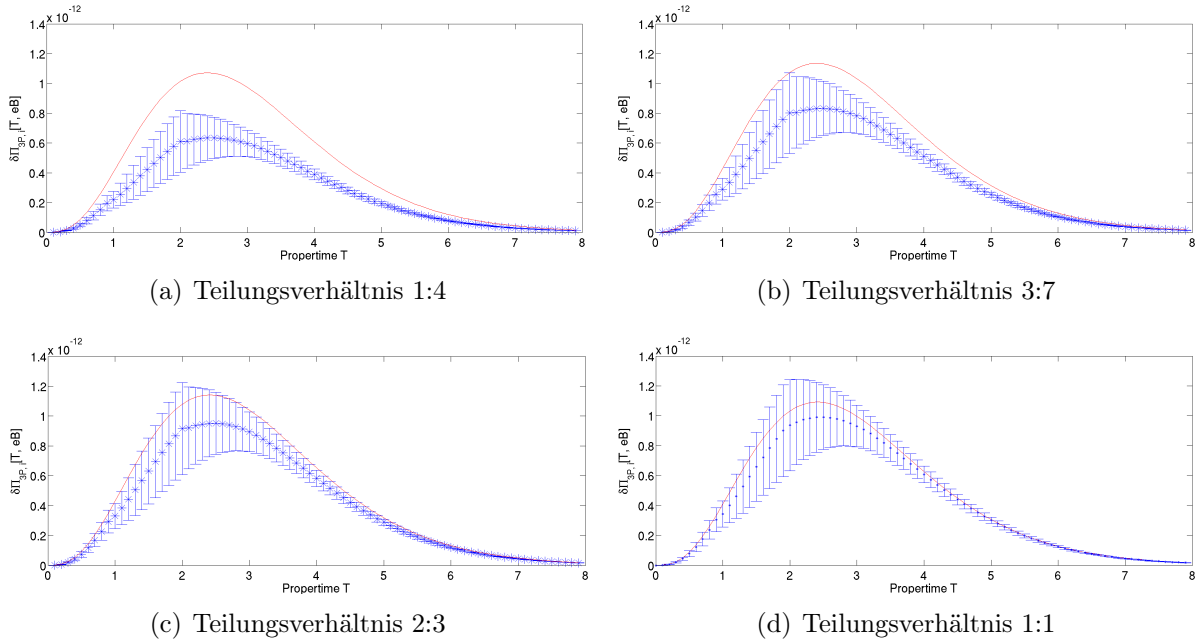 1.4 x 10⁻¹²
1.2
1
0.8
0.6
0.4
0.2
0
δΠ3P, i[T, eB]
0 1 2 3 4 5 6 7 8
Propertime T
(a) Teilungsverhältnis 1:4
1.4 x 10⁻¹²
1.2
1
0.8
0.6
0.4
0.2
0
δΠ3P, i[T, eB]
0 1 2 3 4 5 6 7 8
Propertime T
(b) Teilungsverhältnis 3:7
1.4 x 10⁻¹²
1.2
1
0.8
0.6
0.4
0.2
0
δΠ3P, i[T, eB]
0 1 2 3 4 5 6 7 8
Propertime T
(c) Teilungsverhältnis 2:3
1.4 x 10⁻¹²
1.2
1
0.8
0.6
0.4
0.2
0
δΠ3P, i[T, eB]
0 1 2 3 4 5 6 7 8
Propertime T
(d) Teilungsverhältnis 1:1